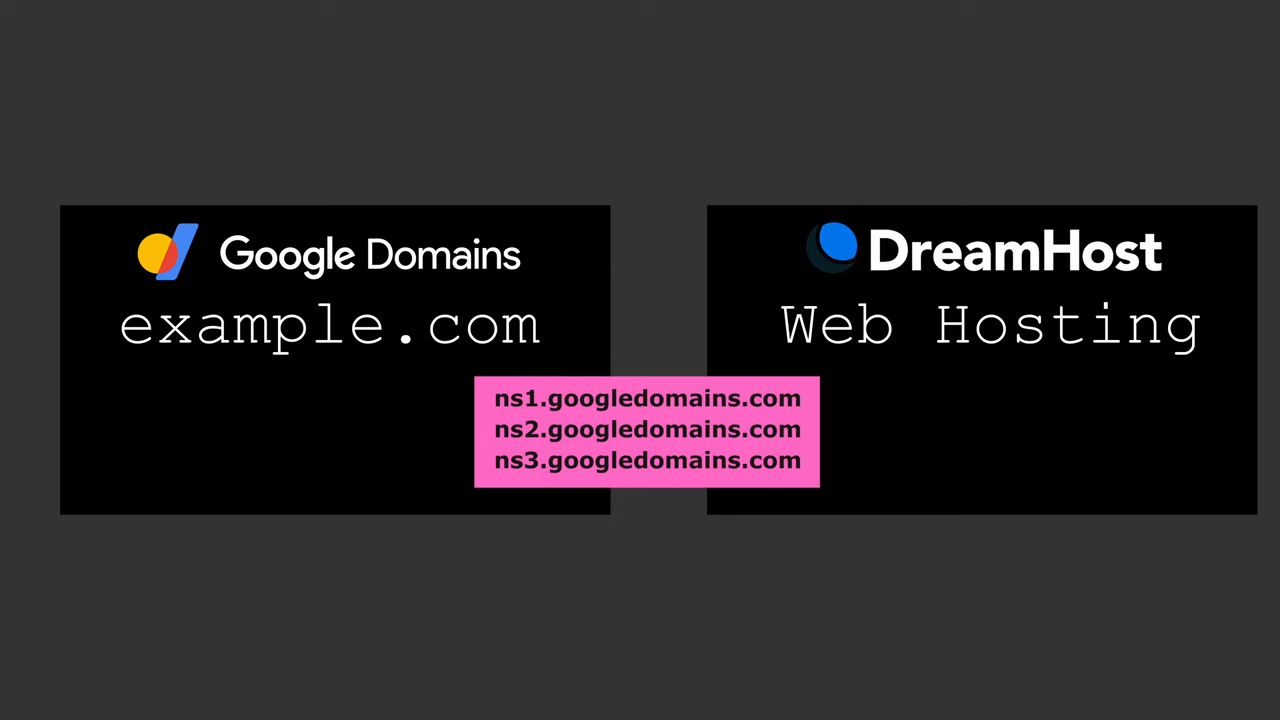 Google Domains
example.com
DreamHost
Web Hosting
ns1.googledomains.com
ns2.googledomains.com
ns3.googledomains.com